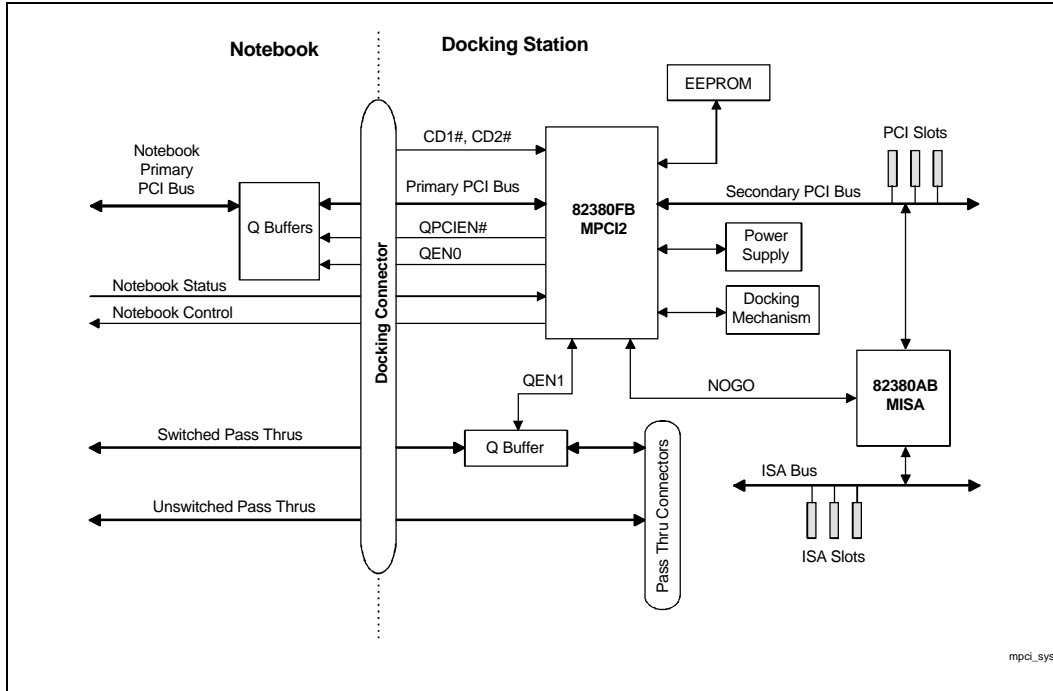 Notebook
Docking Station
EEPROM
CD1#, CD2#
PCI Slots
Notebook
Primary
PCI Bus
Primary PCI Bus
82380FB
MPCI2
Secondary PCI Bus
Q Buffers
QPCIEN#
QEN0
Power
Supply
Notebook Status
Notebook Control
Docking
Mechanism
Docking Connector
QEN1
NOGO
82380AB
MISA
Switched Pass Thrus
Q Buffer
ISA Bus
Unswitched Pass Thrus
Pass Thru Connectors
ISA Slots
mpci_sys